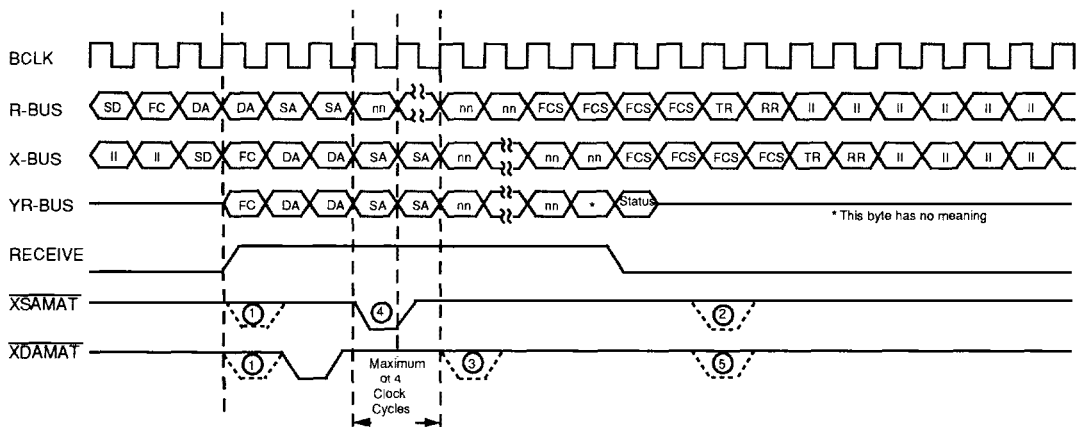 BCLK
R-BUS SD FC DA DA SA SA nn nn nn FCS FCS FCS FCS TR RR II II II II II II
X-BUS II II SD FC DA DA SA SA nn nn nn FCS FCS FCS FCS TR RR II II II II
YR-BUS FC DA DA SA SA nn nn * Status
* This byte has no meaning
RECEIVE
XSAMAT 1 4 2
XDAMAT 1 3 5
Maximum
of 4
Clock
Cycles